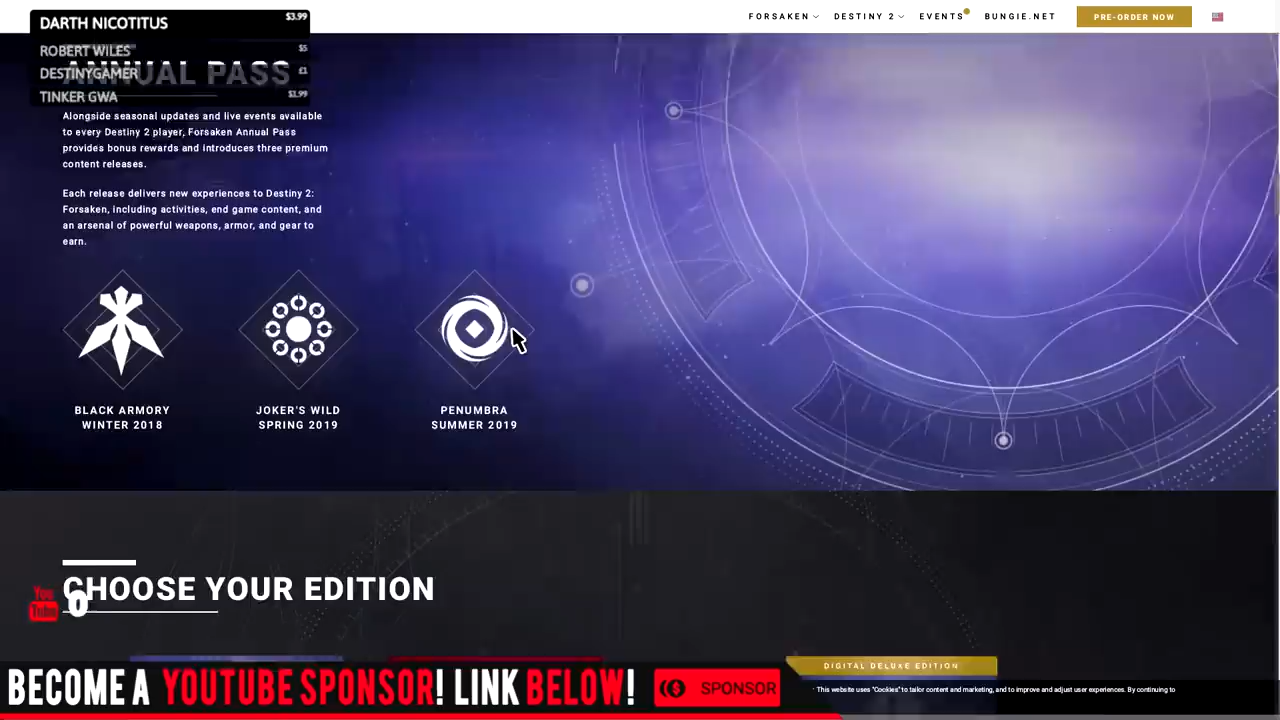 DARTH NICOTITUS $3.99
ROBERT WILES $5
DESTINYGAMER £1
TINKER GWA $1.99
FORSAKEN DESTINY 2 EVENTS BUNGIE.NET PRE-ORDER NOW
ANNUAL PASS
Alongside seasonal updates and live events available
to every Destiny 2 player, Forsaken Annual Pass
provides bonus rewards and introduces three premium
content releases.
Each release delivers new experiences to Destiny 2:
Forsaken, including activities, end game content, and
an arsenal of powerful weapons, armor, and gear to
earn.
BLACK ARMORY
WINTER 2018
JOKER'S WILD
SPRING 2019
PENUMBRA
SUMMER 2019
CHOOSE YOUR EDITION
You
Tube 0
DIGITAL DELUXE EDITION
BECOME A YOUTUBE SPONSOR! LINK BELOW! SPONSOR
This website uses "Cookies" to tailor content and marketing, and to improve and adjust user experiences. By continuing to